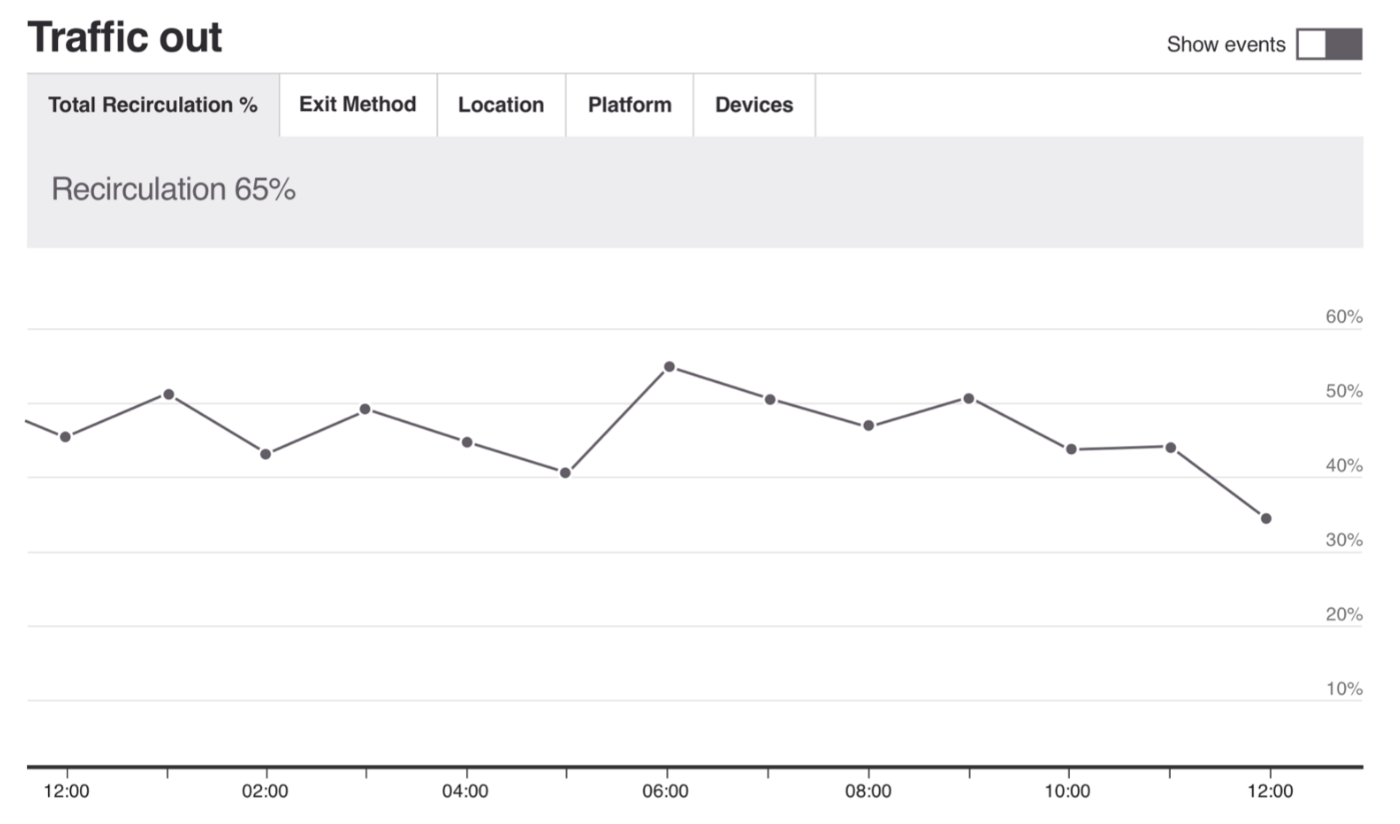 Traffic out
Show events
Total Recirculation % Exit Method Location Platform Devices
Recirculation 65%
60%
50%
40%
30%
20%
10%
12:00 02:00 04:00 06:00 08:00 10:00 12:00